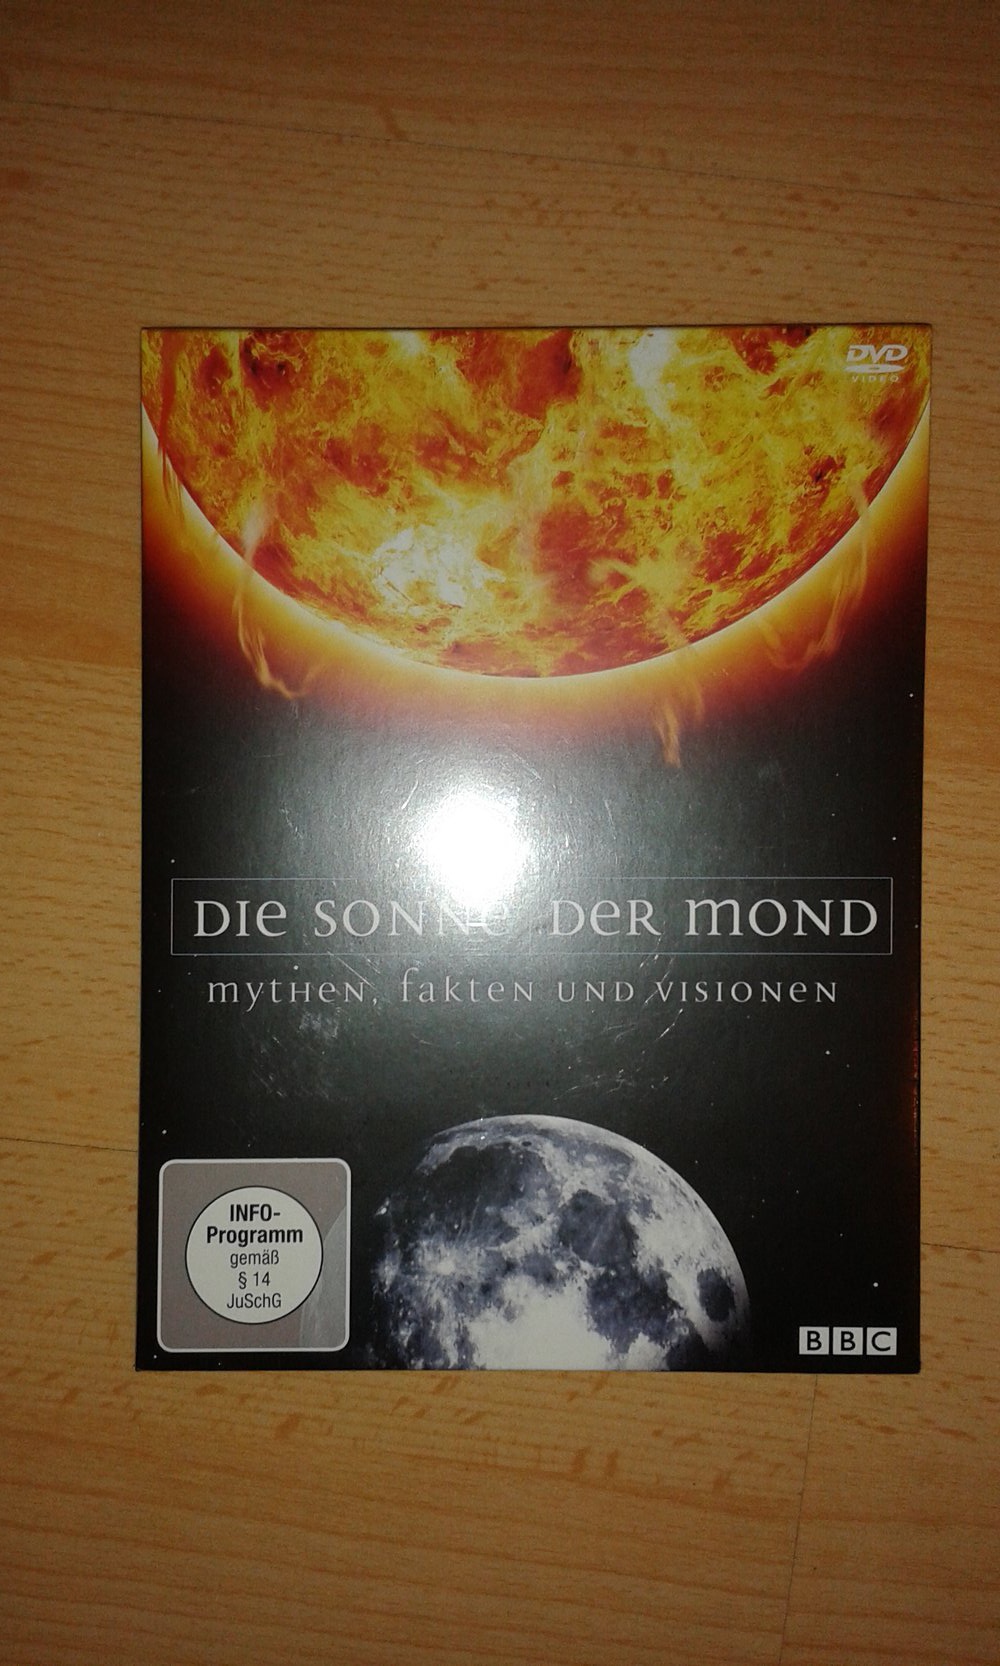 DVD
VIDEO
DIE SONNE DER MOND
mythen, fakten und visionen
INFO-
Programm
gemäß
§ 14
JuSchG
BBC